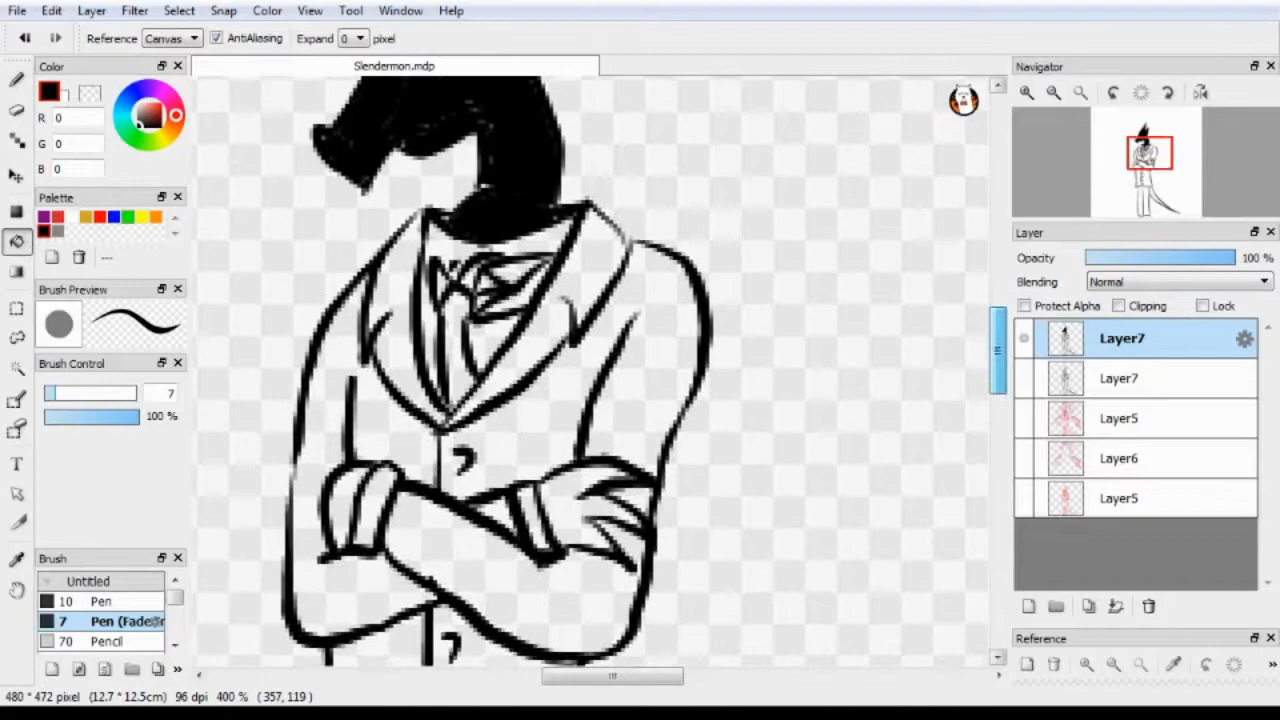 File Edit Layer Filter Select Snap Color View Tool Window Help
Reference Canvas AntiAliasing Expand 0 pixel
Color
Slendermon.mdp
Navigator
R 0
G 0
B 0
Palette
Layer
Opacity 100 %
Blending Normal
Protect Alpha Clipping Lock
Brush Preview
Layer7
Brush Control
Layer7
7
100 %
Layer5
Layer6
Layer5
T
Brush
Untitled
10 Pen
7 Pen
70 Pencil
Reference
480 * 472 pixel (12.7 * 12.5cm) 96 dpi 400 % ( 357, 119 )